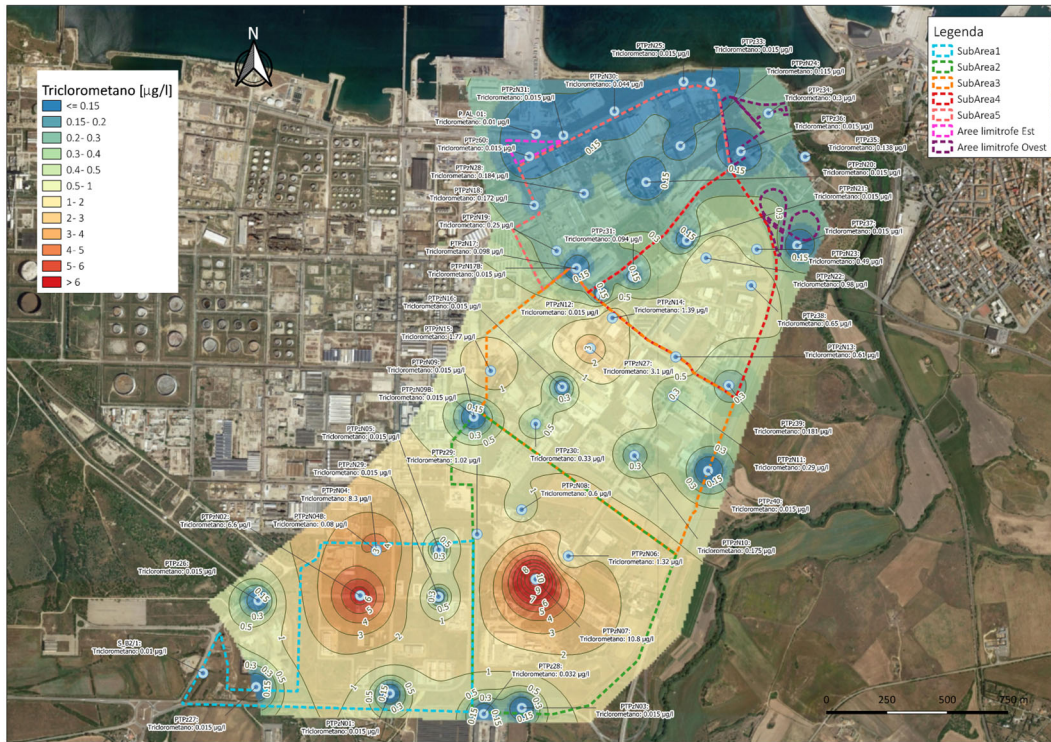 N
Triclorometano [µg/l]
<= 0.15
0.15- 0.2
0.2- 0.3
0.3- 0.4
0.4- 0.5
0.5- 1
1- 2
2- 3
3- 4
4- 5
5- 6
> 6
Legenda
SubArea1
SubArea2
SubArea3
SubArea4
SubArea5
Aree limitrofe Est
Aree limitrofe Ovest
PTPzN25:
Triclorometano: 0.015 µg/l
PTPz33:
Triclorometano: 0.015 µg/l
PTPzN24:
Triclorometano: 0.115 µg/l
PTPzN30:
Triclorometano: 0.044 µg/l
PTPz34:
Triclorometano: 0.3 µg/l
PTPzN31:
Triclorometano: 0.015 µg/l
Triclorometano: 0.01 µg/l
Triclorometano: 0.015 µg/l
PTPz35:
Triclorometano: 0.138 µg/l
PTPz60:
Triclorometano: 0.015 µg/l
PTPzN20:
Triclorometano: 0.015 µg/l
PTPzN28:
Triclorometano: 0.184 µg/l
PTPzN21:
Triclorometano: 0.015 µg/l
PTPzN18:
Triclorometano: 0.172 µg/l
PTPzN19:
Triclorometano: 0.25 µg/l
PTPz37:
Triclorometano: 0.015 µg/l
PTPz31:
Triclorometano: 0.094 µg/l
PTPzN17:
Triclorometano: 0.098 µg/l
PTPzN23:
Triclorometano: 0.49 µg/l
PTPzN17B:
Triclorometano: 0.015 µg/l
PTPzN22:
Triclorometano: 0.98 µg/l
PTPzN16:
Triclorometano: 0.015 µg/l
PTPzN12:
Triclorometano: 0.015 µg/l
PTPzN14:
Triclorometano: 1.39 µg/l
PTPz38:
Triclorometano: 0.65 µg/l
PTPzN15:
Triclorometano: 1.77 µg/l
PTPzN13:
Triclorometano: 0.61 µg/l
PTPzN09:
Triclorometano: 0.015 µg/l
PTPzN27:
Triclorometano: 3.1 µg/l
PTPzN09B:
Triclorometano: 0.015 µg/l
PTPz39:
Triclorometano: 0.181 µg/l
PTPzN05:
Triclorometano: 0.015 µg/l
PTPz29:
Triclorometano: 1.02 µg/l
PTPz30:
Triclorometano: 0.33 µg/l
PTPzN11:
Triclorometano: 0.29 µg/l
PTPzN29:
Triclorometano: 0.015 µg/l
PTPzN08:
Triclorometano: 0.6 µg/l
PTPz40:
Triclorometano: 0.015 µg/l
PTPzN04:
Triclorometano: 8.3 µg/l
PTPzN04B:
Triclorometano: 0.08 µg/l
PTPzN02:
Triclorometano: 6.6 µg/l
PTPzN10:
Triclorometano: 0.175 µg/l
PTPzN06:
Triclorometano: 1.32 µg/l
PTPz26:
Triclorometano: 0.015 µg/l
PTPzN07:
Triclorometano: 10.8 µg/l
Triclorometano: 0.01 µg/l
PTPz28:
Triclorometano: 0.032 µg/l
PTPz27:
Triclorometano: 0.015 µg/l
PTPzN01:
Triclorometano: 0.015 µg/l
PTPzN03:
Triclorometano: 0.015 µg/l
0 250 500 750 m